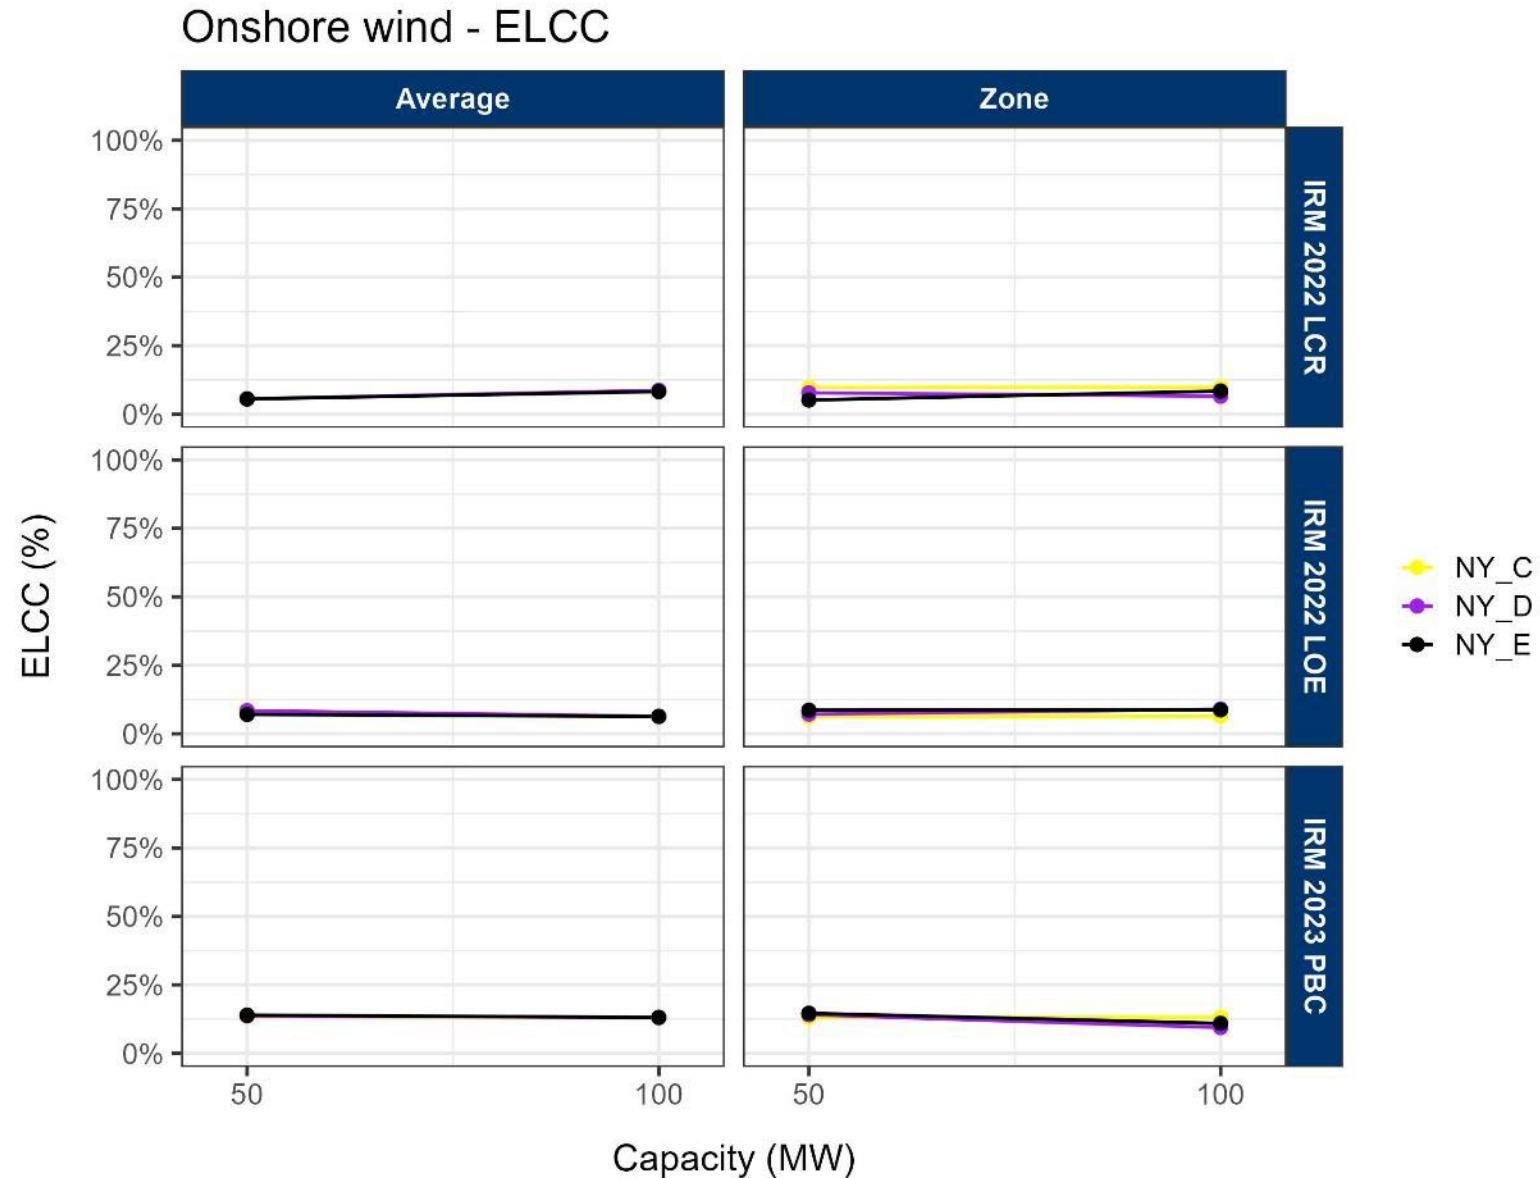 Onshore wind - ELCC
Average
Zone
100%
75%
50%
25%
0%
IRM 2022 LCR
100%
75%
50%
25%
0%
IRM 2022 LOE
100%
75%
50%
25%
0%
IRM 2023 PBC
ELCC (%)
50
100
50
100
Capacity (MW)
NY_C
NY_D
NY_E